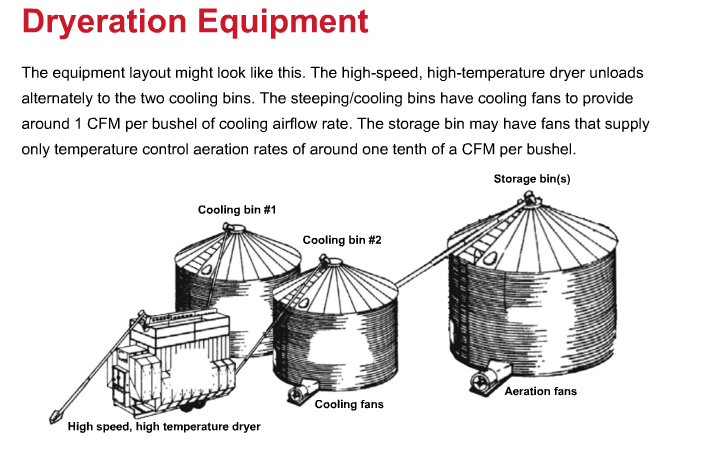 Dryeration Equipment
The equipment layout might look like this. The high-speed, high-temperature dryer unloads
alternately to the two cooling bins. The steeping/cooling bins have cooling fans to provide
around 1 CFM per bushel of cooling airflow rate. The storage bin may have fans that supply
only temperature control aeration rates of around one tenth of a CFM per bushel.
Storage bin(s)
Cooling bin #1
Cooling bin #2
Aeration fans
Cooling fans
High speed, high temperature dryer